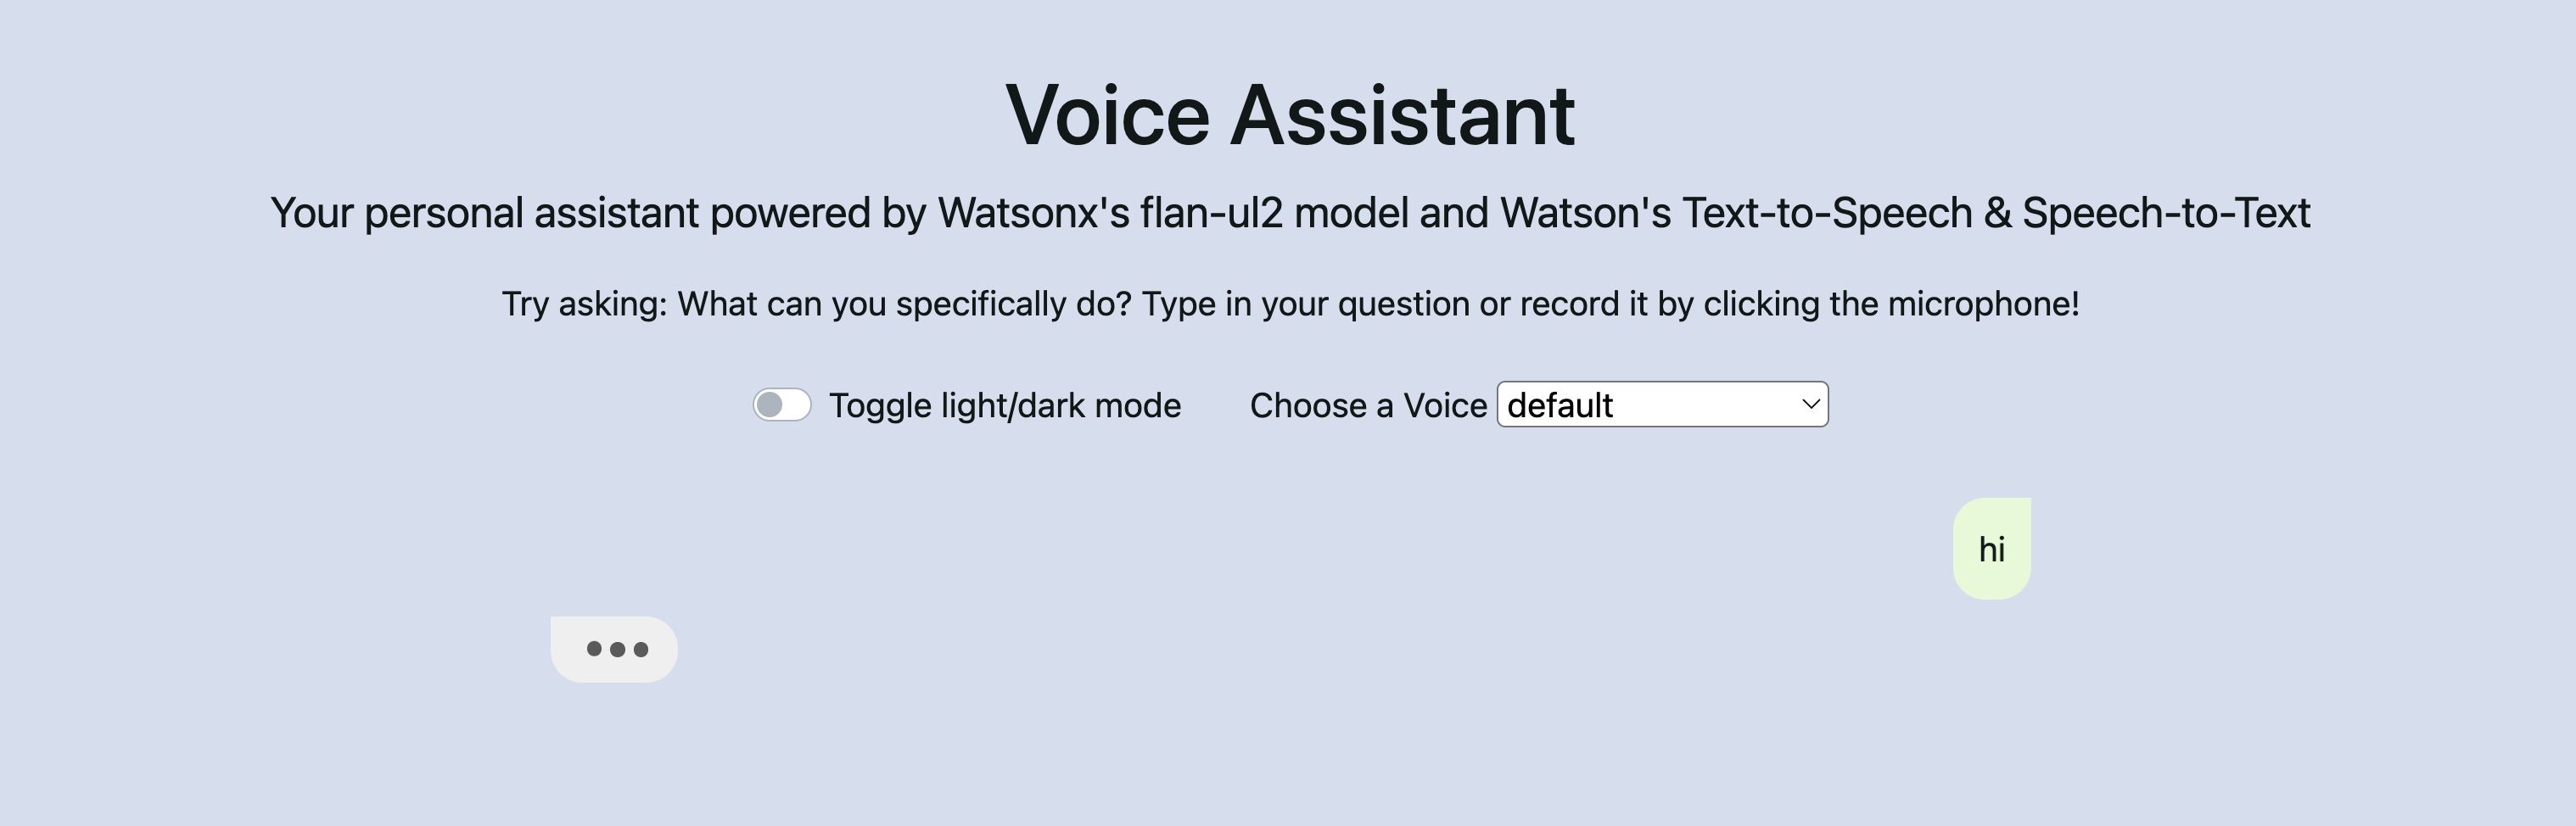 Voice Assistant
Your personal assistant powered by Watsonx's flan-ul2 model and Watson's Text-to-Speech & Speech-to-Text
Try asking: What can you specifically do? Type in your question or record it by clicking the microphone!
Toggle light/dark mode Choose a Voice default
hi